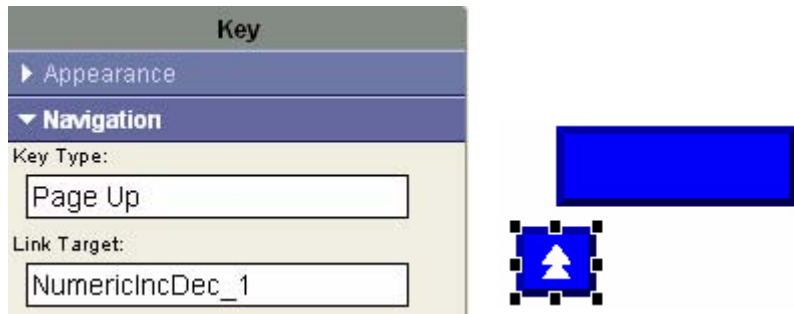 Key
Appearance
Navigation
Key Type:
Page Up
Link Target:
NumericIncDec_1